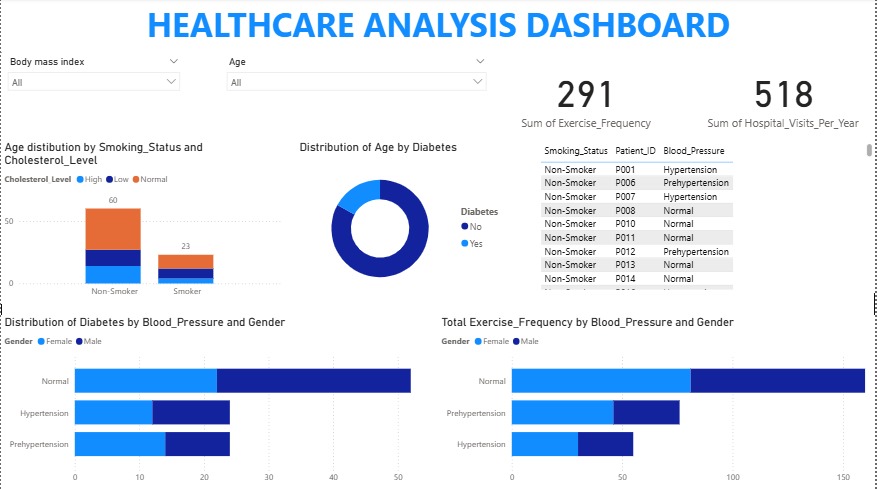 HEALTHCARE ANALYSIS DASHBOARD
Body mass index
All
Age
All
291
Sum of Exercise_Frequency
518
Sum of Hospital_Visits_Per_Year
Age distibution by Smoking_Status and
Cholesterol_Level
Cholesterol_Level High Low Normal
60
50
23
0
Non-Smoker Smoker
Distribution of Age by Diabetes
Diabetes
No
Yes
Smoking_Status Patient_ID Blood_Pressure
Non-Smoker P001 Hypertension
Non-Smoker P006 Prehypertension
Non-Smoker P007 Hypertension
Non-Smoker P008 Normal
Non-Smoker P010 Normal
Non-Smoker P011 Normal
Non-Smoker P012 Prehypertension
Non-Smoker P013 Normal
Non-Smoker P014 Normal
Distribution of Diabetes by Blood_Pressure and Gender
Gender Female Male
Normal
Hypertension
Prehypertension
0 10 20 30 40 50
Total Exercise_Frequency by Blood_Pressure and Gender
Gender Female Male
Normal
Prehypertension
Hypertension
0 50 100 150